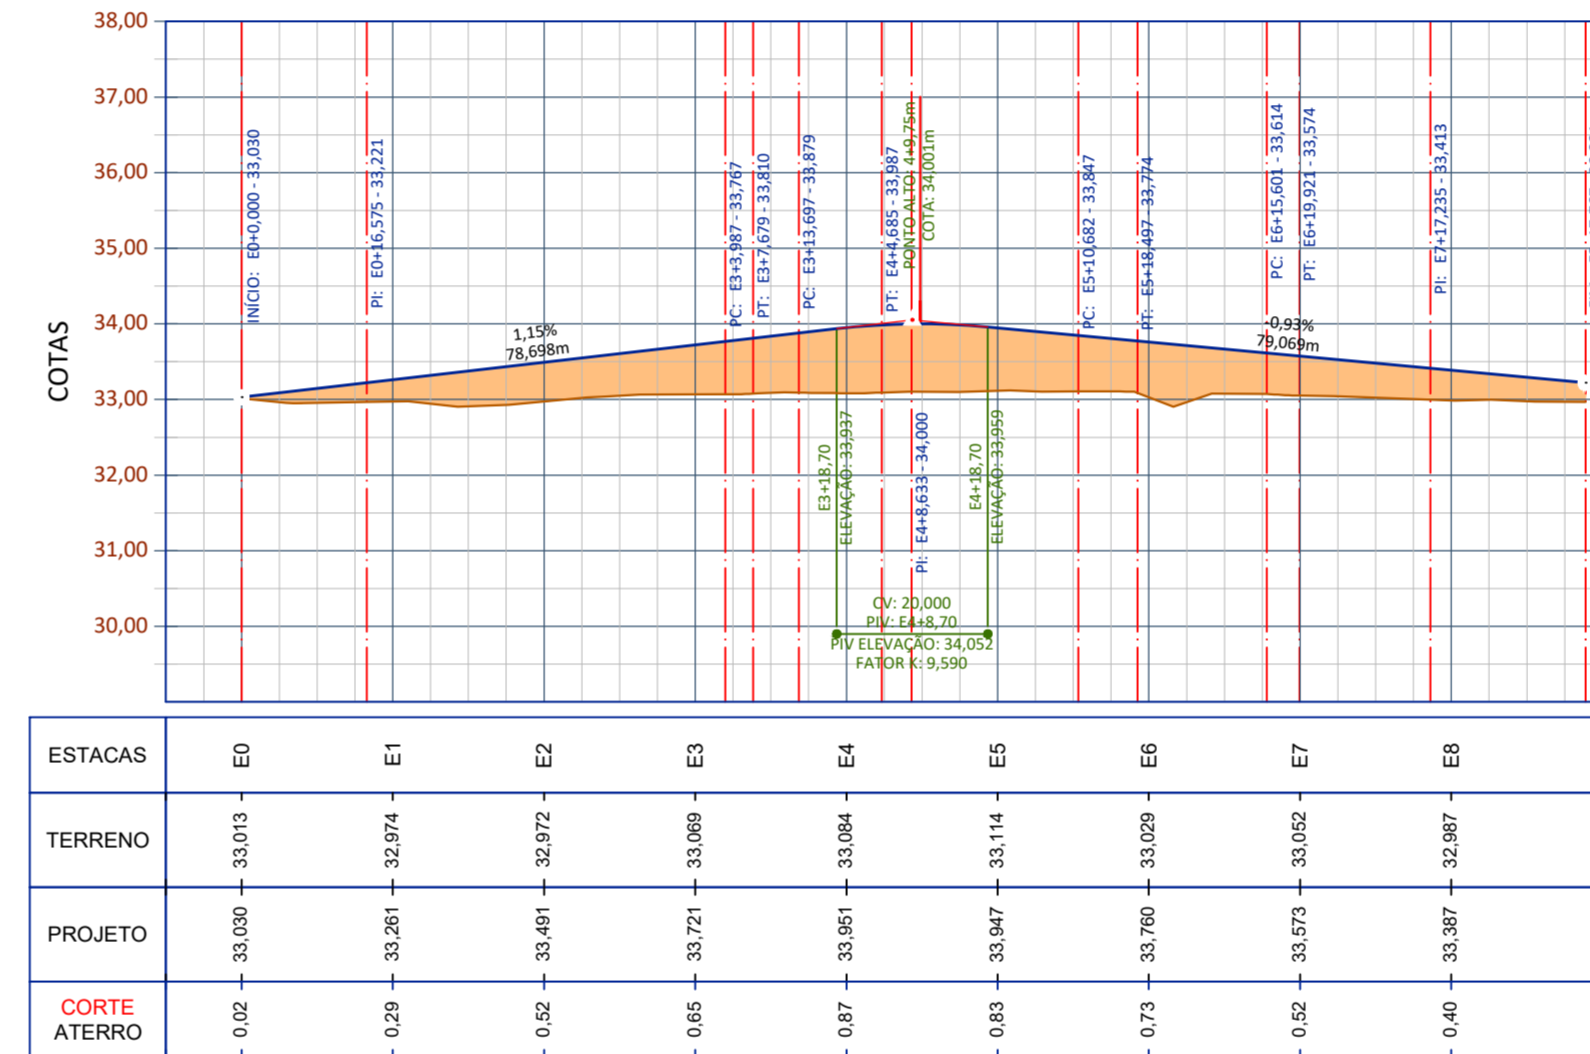 38,00
37,00
36,00
35,00
34,00
33,00
32,00
31,00
30,00
COTAS
INÍCIO: E0+0,000 - 33,030
PI: E0+16,575 - 33,221
1,15%
78,698m
PC: E3+3,987 - 33,767
PT: E3+7,679 - 33,810
PC: E3+13,697 - 33,879
PT: E4+4,685 - 33,987
PONTO ALTO: 4+9,75m
COTA: 34,001m
PC: E5+10,682 - 33,847
PT: E5+18,497 - 33,774
PC: E6+15,601 - 33,614
PT: E6+19,921 - 33,574
-0,93%
79,069m
PI: E7+17,235 - 33,413
E3+18,70
ELEVAÇÃO: 33,937
PI: E4+8,633 - 34,000
E4+18,70
ELEVAÇÃO: 33,959
CV: 20,000
PIV: E4+8,70
PIV ELEVAÇÃO: 34,052
FATOR K: 9,590
ESTACAS E0 E1 E2 E3 E4 E5 E6 E7 E8
TERRENO 33,013 32,974 32,972 33,069 33,084 33,114 33,029 33,052 32,987
PROJETO 33,030 33,261 33,491 33,721 33,951 33,947 33,760 33,573 33,387
CORTE
ATERRO 0,02 0,29 0,52 0,65 0,87 0,83 0,73 0,52 0,40